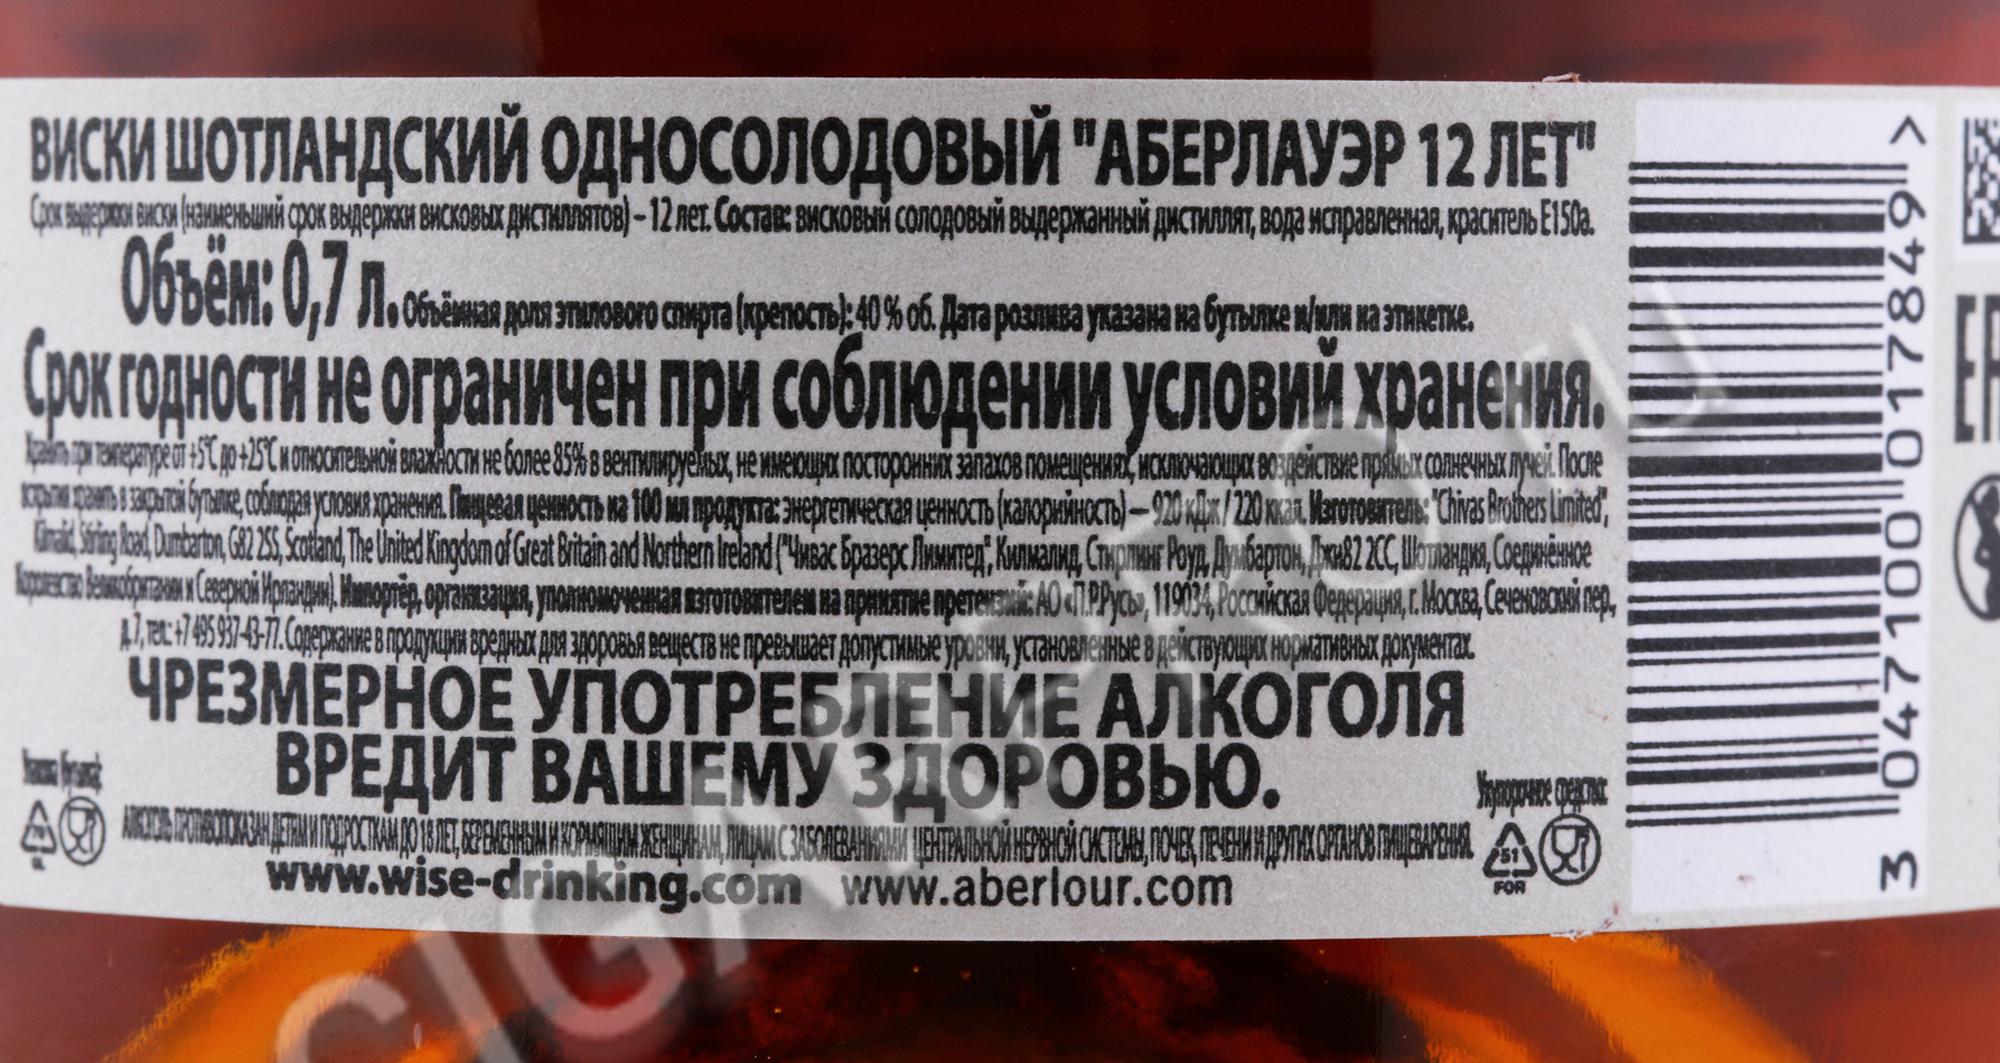 ВИСКИ ШОТЛАНДСКИЙ ОДНОСОЛОДОВЫЙ "АБЕРЛАУЭР 12 ЛЕТ"
Срок выдержки виски (наименьший срок выдержки висковых дистиллятов) – 12 лет. Состав: висковый солодовый выдержанный дистиллят, вода исправленная, краситель Е150а.
Объём: 0,7 л. Объёмная доля этилового спирта (крепость): 40 % об. Дата розлива указана на бутылке и/или на этикетке.
Срок годности не ограничен при соблюдении условий хранения.
Хранить при температуре от +5°С до +25°С и относительной влажности не более 85% в вентилируемых, не имеющих посторонних запахов помещениях, исключающих воздействие прямых солнечных лучей. После
вскрытия хранить в закрытой бутылке, соблюдая условия хранения. Пищевая ценность на 100 мл продукта: энергетическая ценность (калорийность) — 920 кДж / 220 ккал. Изготовитель: "Chivas Brothers Limited",
Kilmalid, Stirling Road, Dumbarton, G82 2SS, Scotland, The United Kingdom of Great Britain and Northern Ireland ("Чивас Бразерс Лимитед", Килмалид, Стирлинг Роуд, Думбартон, Джи82 2СС, Шотландия, Соединённое
Королевство Великобритании и Северной Ирландии). Импортёр, организация, уполномоченная изготовителем на принятие претензий: АО «П.Р.Русь», 119034, Российская Федерация, г. Москва, Сеченовский пер.,
д. 7, тел.: +7 495 937-43-77. Содержание в продукции вредных для здоровья веществ не превышает допустимые уровни, установленные в действующих нормативных документах.
ЧРЕЗМЕРНОЕ УПОТРЕБЛЕНИЕ АЛКОГОЛЯ
ВРЕДИТ ВАШЕМУ ЗДОРОВЬЮ.
Упаковка (бутылка):
Укупорочное средство:
АЛКОГОЛЬ ПРОТИВОПОКАЗАН ДЕТЯМ И ПОДРОСТКАМ ДО 18 ЛЕТ, БЕРЕМЕННЫМ И КОРМЯЩИМ ЖЕНЩИНАМ, ЛИЦАМ С ЗАБОЛЕВАНИЯМИ ЦЕНТРАЛЬНОЙ НЕРВНОЙ СИСТЕМЫ, ПОЧЕК, ПЕЧЕНИ И ДРУГИХ ОРГАНОВ ПИЩЕВАРЕНИЯ.
51
FOR
www.wise-drinking.com www.aberlour.com
3 047100 017849 >
CIGARPRO.RU